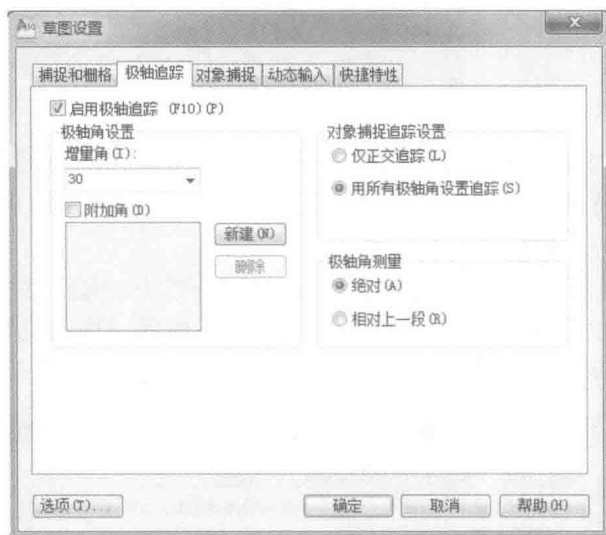 草图设置
捕捉和栅格 极轴追踪 对象捕捉 动态输入 快捷特性
启用极轴追踪 (F10)(P)
极轴角设置
增量角(I):
30
附加角(D)
新建(N)
删除
对象捕捉追踪设置
仅正交追踪(L)
用所有极轴角设置追踪(S)
极轴角测量
绝对(A)
相对上一段(R)
选项(T)...
确定
取消
帮助(H)